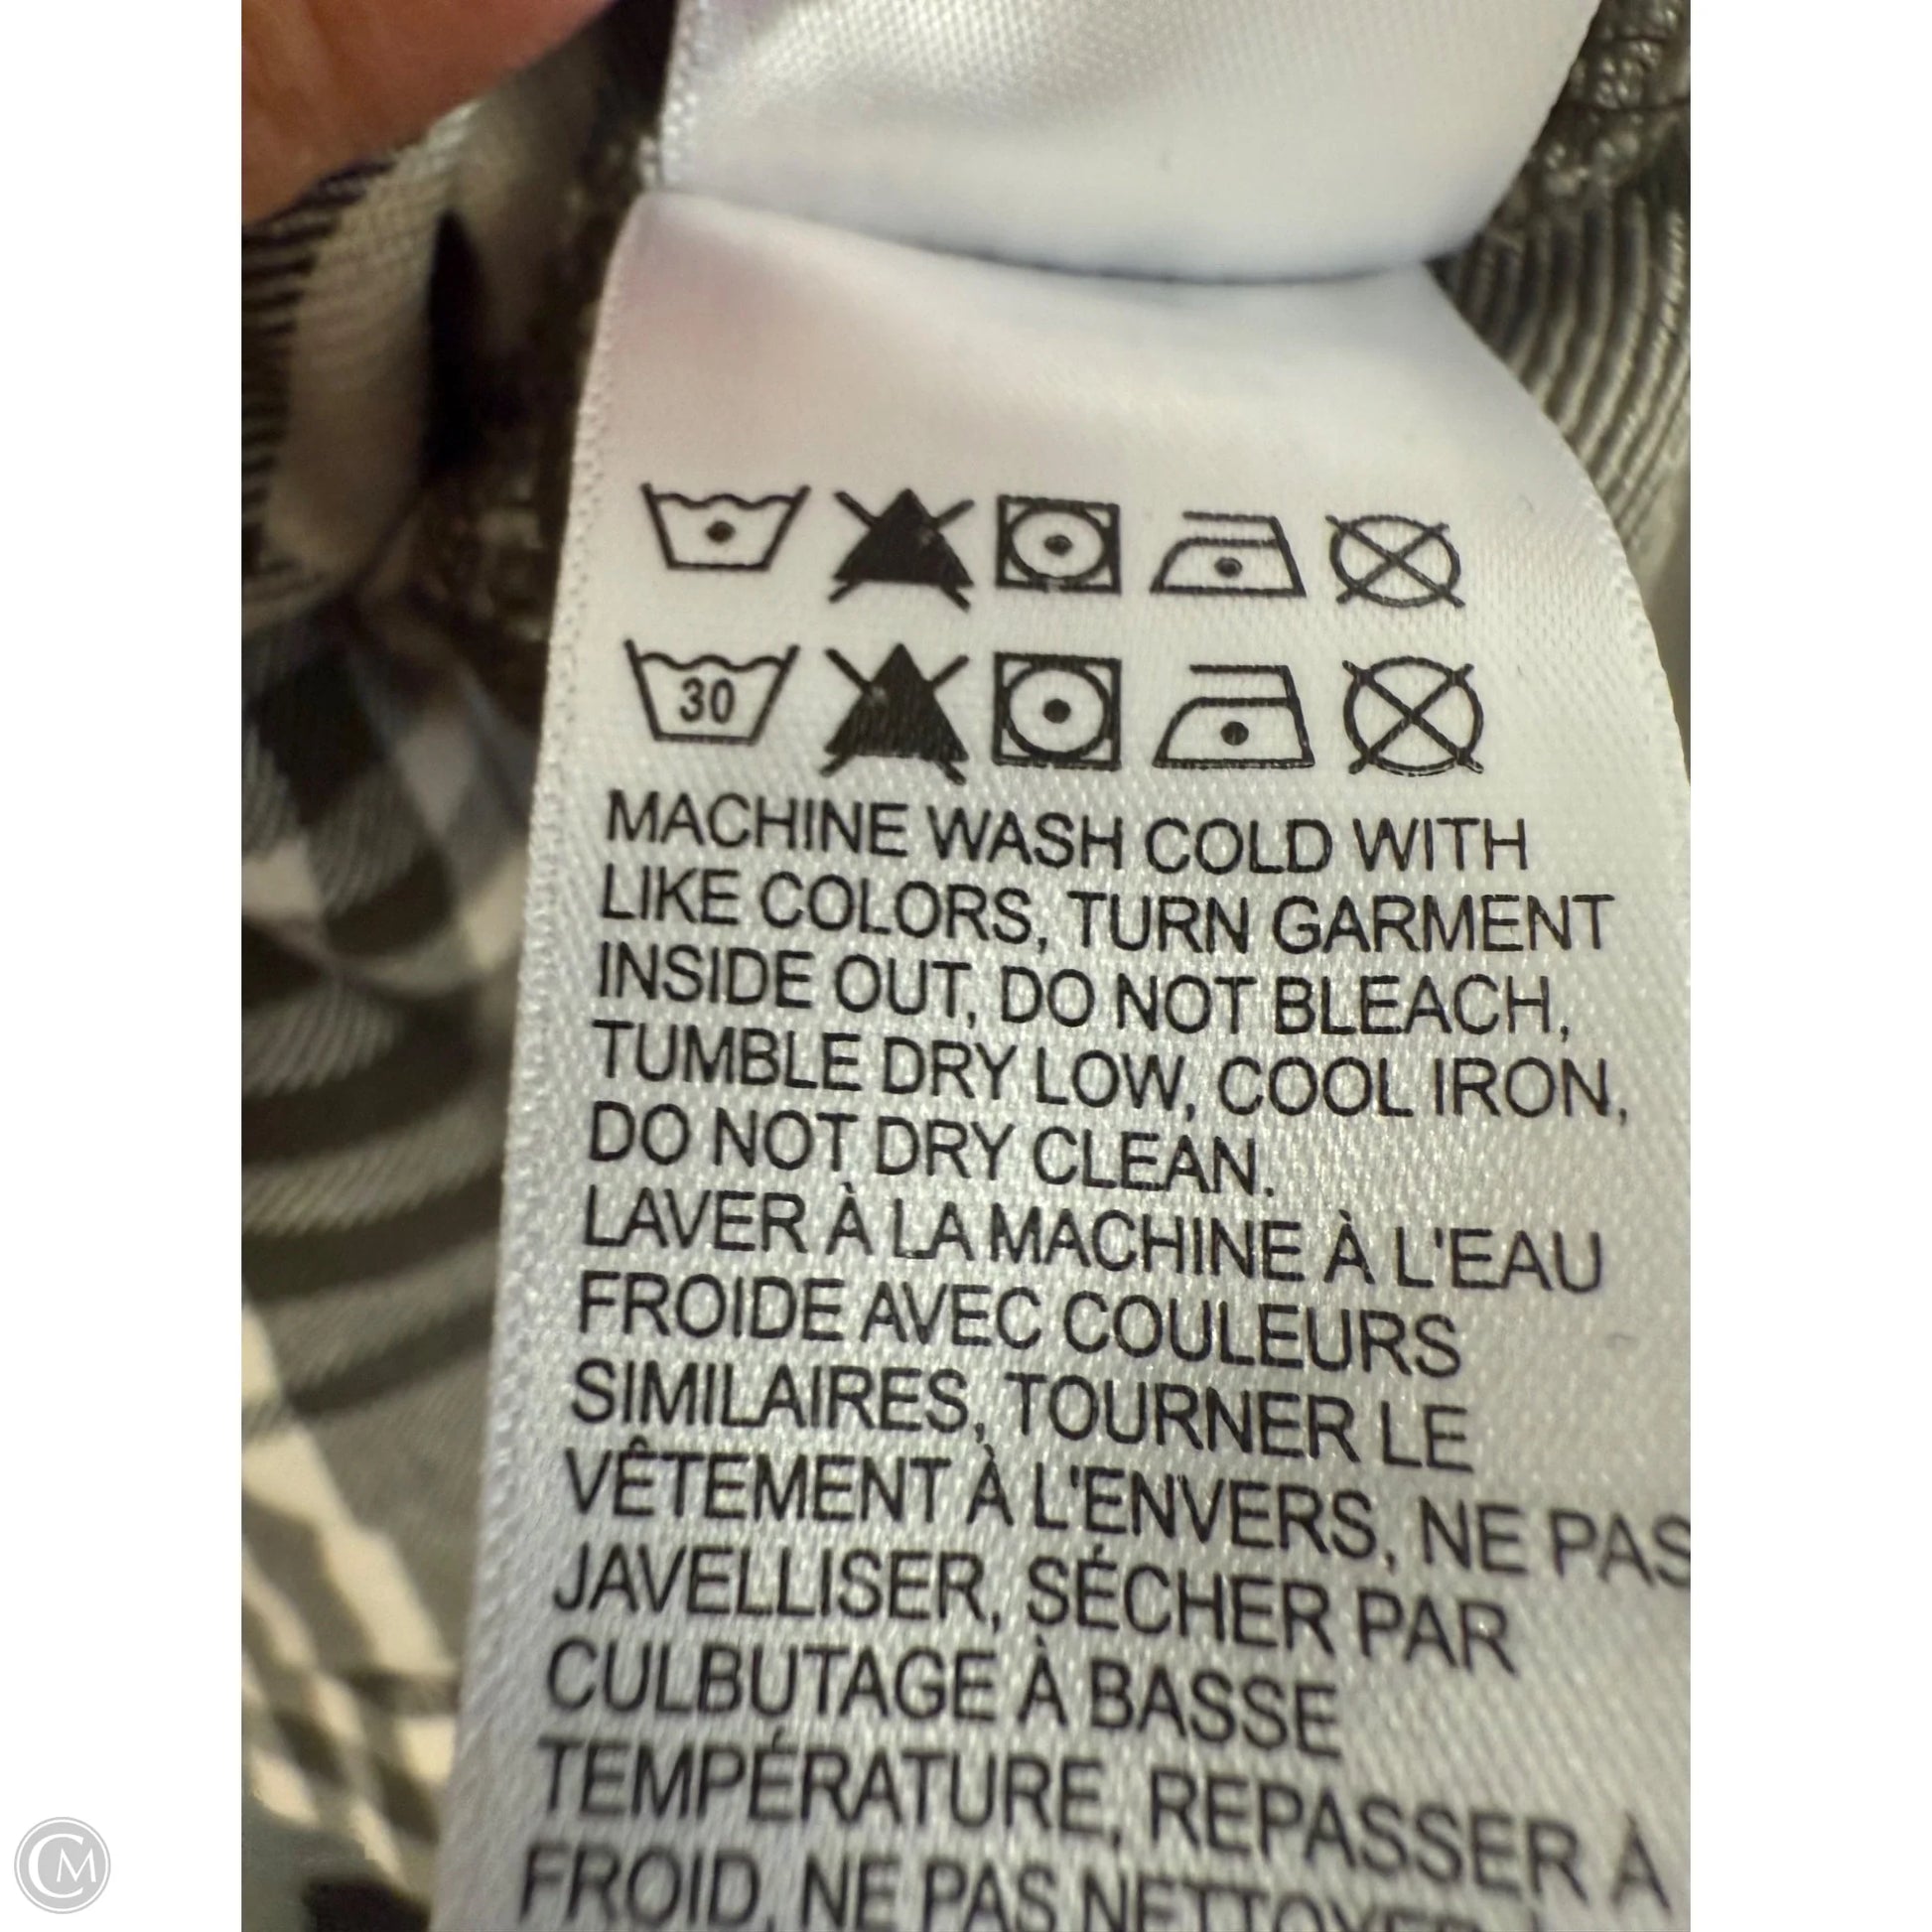 30
MACHINE WASH COLD WITH
LIKE COLORS, TURN GARMENT
INSIDE OUT, DO NOT BLEACH,
TUMBLE DRY LOW, COOL IRON,
DO NOT DRY CLEAN.
LAVER À LA MACHINE À L'EAU
FROIDE AVEC COULEURS
SIMILAIRES, TOURNER LE
VÊTEMENT À L'ENVERS, NE PAS
JAVELLISER, SÉCHER PAR
CULBUTAGE À BASSE
TEMPÉRATURE, REPASSER À
FROID, NE PAS NETTOYER
CM